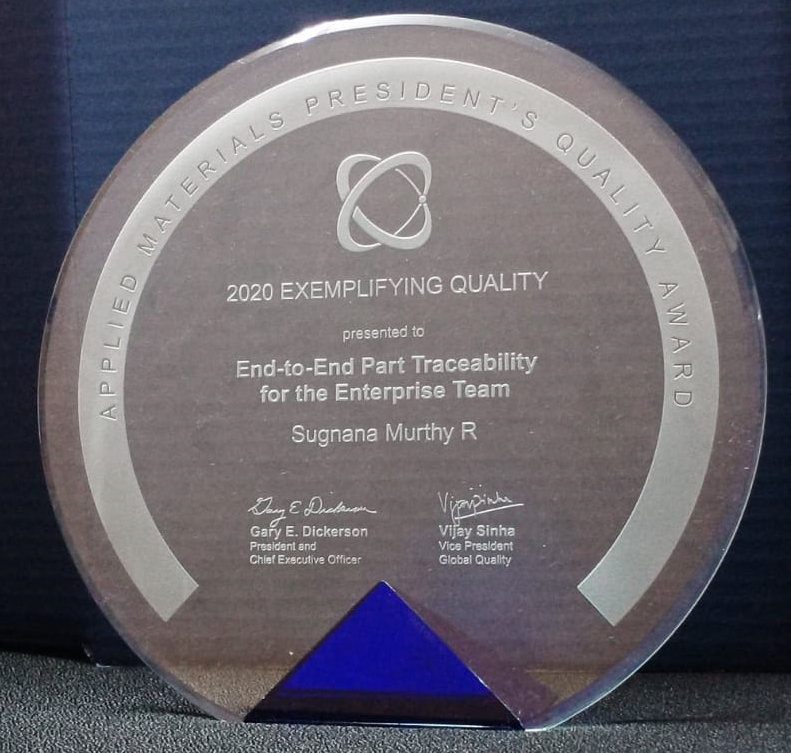 APPLIED MATERIALS PRESIDENT'S QUALITY AWARD
2020 EXEMPLIFYING QUALITY
presented to
End-to-End Part Traceability
for the Enterprise Team
Sugnana Murthy R
Gary E. Dickerson
Gary E. Dickerson
President and
Chief Executive Officer
Vijay Sinha
Vijay Sinha
Vice President
Global Quality